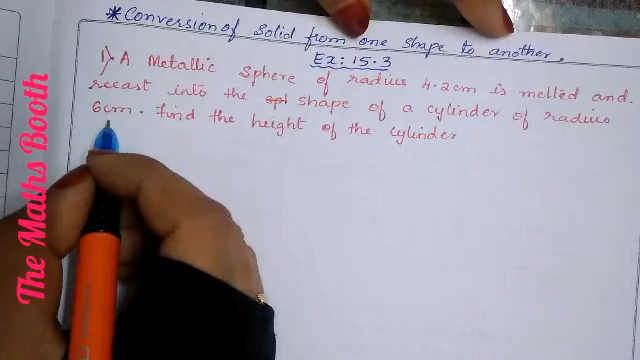 *Conversion of Solid from one shape to another.
Ex: 15.3
1) A Metallic Sphere of radius 4.2cm is melled and
recast into the shape of a cylinder of radius
6cm. find the height of the cylinder
The Maths Booth